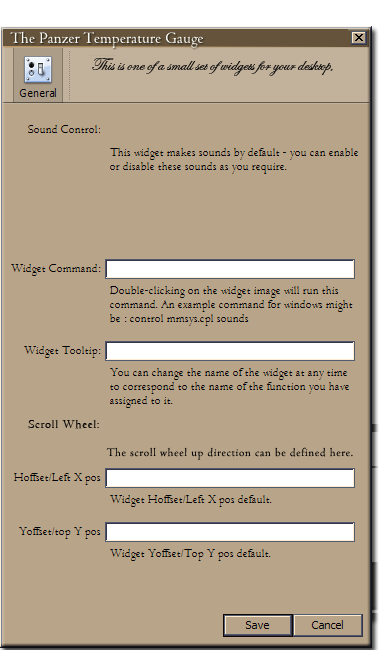 The Panzer Temperature Gauge
This is one of a small set of widgets for your desktop.
General
Sound Control:
This widget makes sounds by default - you can enable
or disable these sounds as you require.
Widget Command:
Double-clicking on the widget image will run this
command. An example command for windows might
be : control mmsys.cpl sounds
Widget Tooltip:
You can change the name of the widget at any time
to correspond to the name of the function you have
assigned to it.
Scroll Wheel:
The scroll wheel up direction can be defined here.
Hoffset/Left X pos
Widget Hoffset/Left X pos default.
Yoffset/top Y pos
Widget Yoffset/Top Y pos default.
Save Cancel